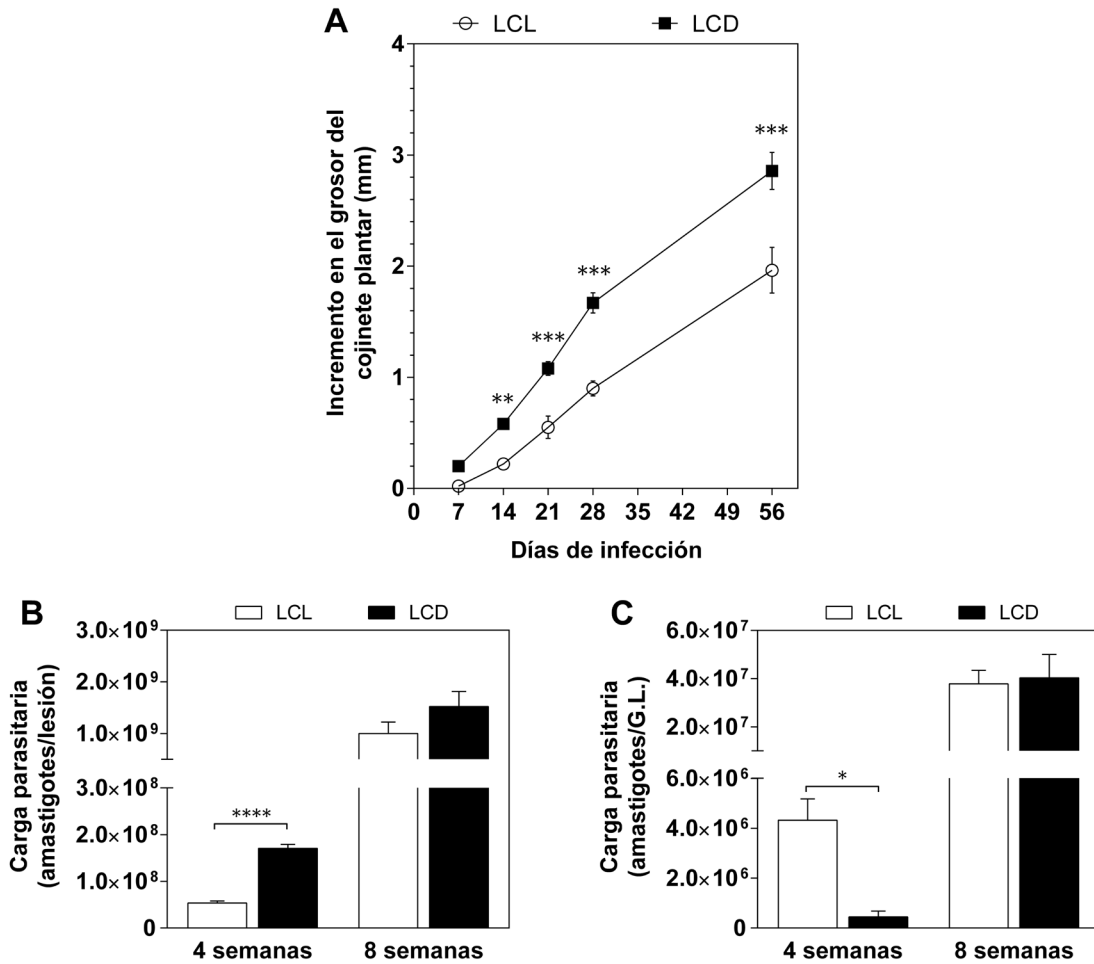 A
LCL LCD
Incremento en el grosor del
cojinete plantar (mm)
4
3
2
1
0
**
***
***
***
0 7 14 21 28 35 42 49 56
Días de infección
B
LCL LCD
Carga parasitaria
(amastigotes/lesión)
3.0×10⁹
2.0×10⁹
1.0×10⁹
3.0×10⁸
2.0×10⁸
1.0×10⁸
0
****
4 semanas 8 semanas
C
LCL LCD
Carga parasitaria
(amastigotes/G.L.)
6.0×10⁷
4.0×10⁷
2.0×10⁷
6.0×10⁶
4.0×10⁶
2.0×10⁶
0
*
4 semanas 8 semanas